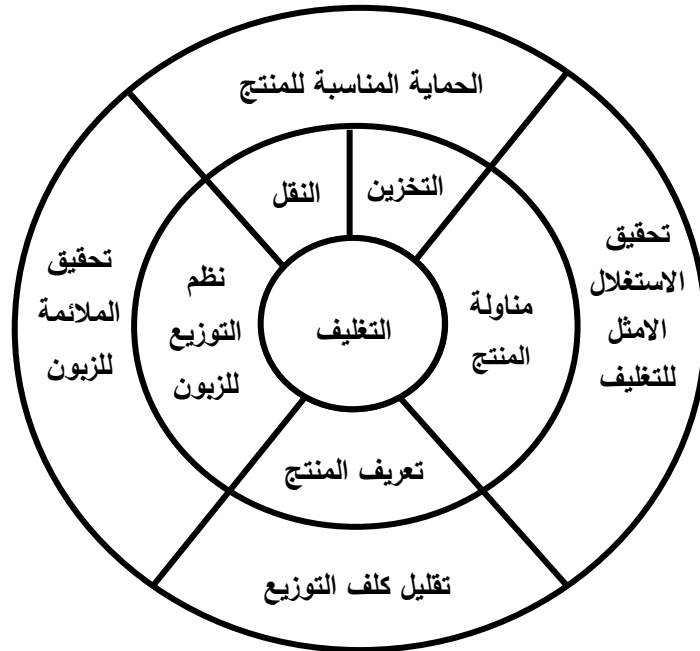 الحماية المناسبة للمنتج
التخزين
النقل
تحقيق
الاستغلال
الامثل
للتغليف
مناولة
المنتج
التغليف
نظم
التوزيع
للزبون
تحقيق
الملائمة
للزبون
تعريف المنتج
تقليل كلف التوزيع